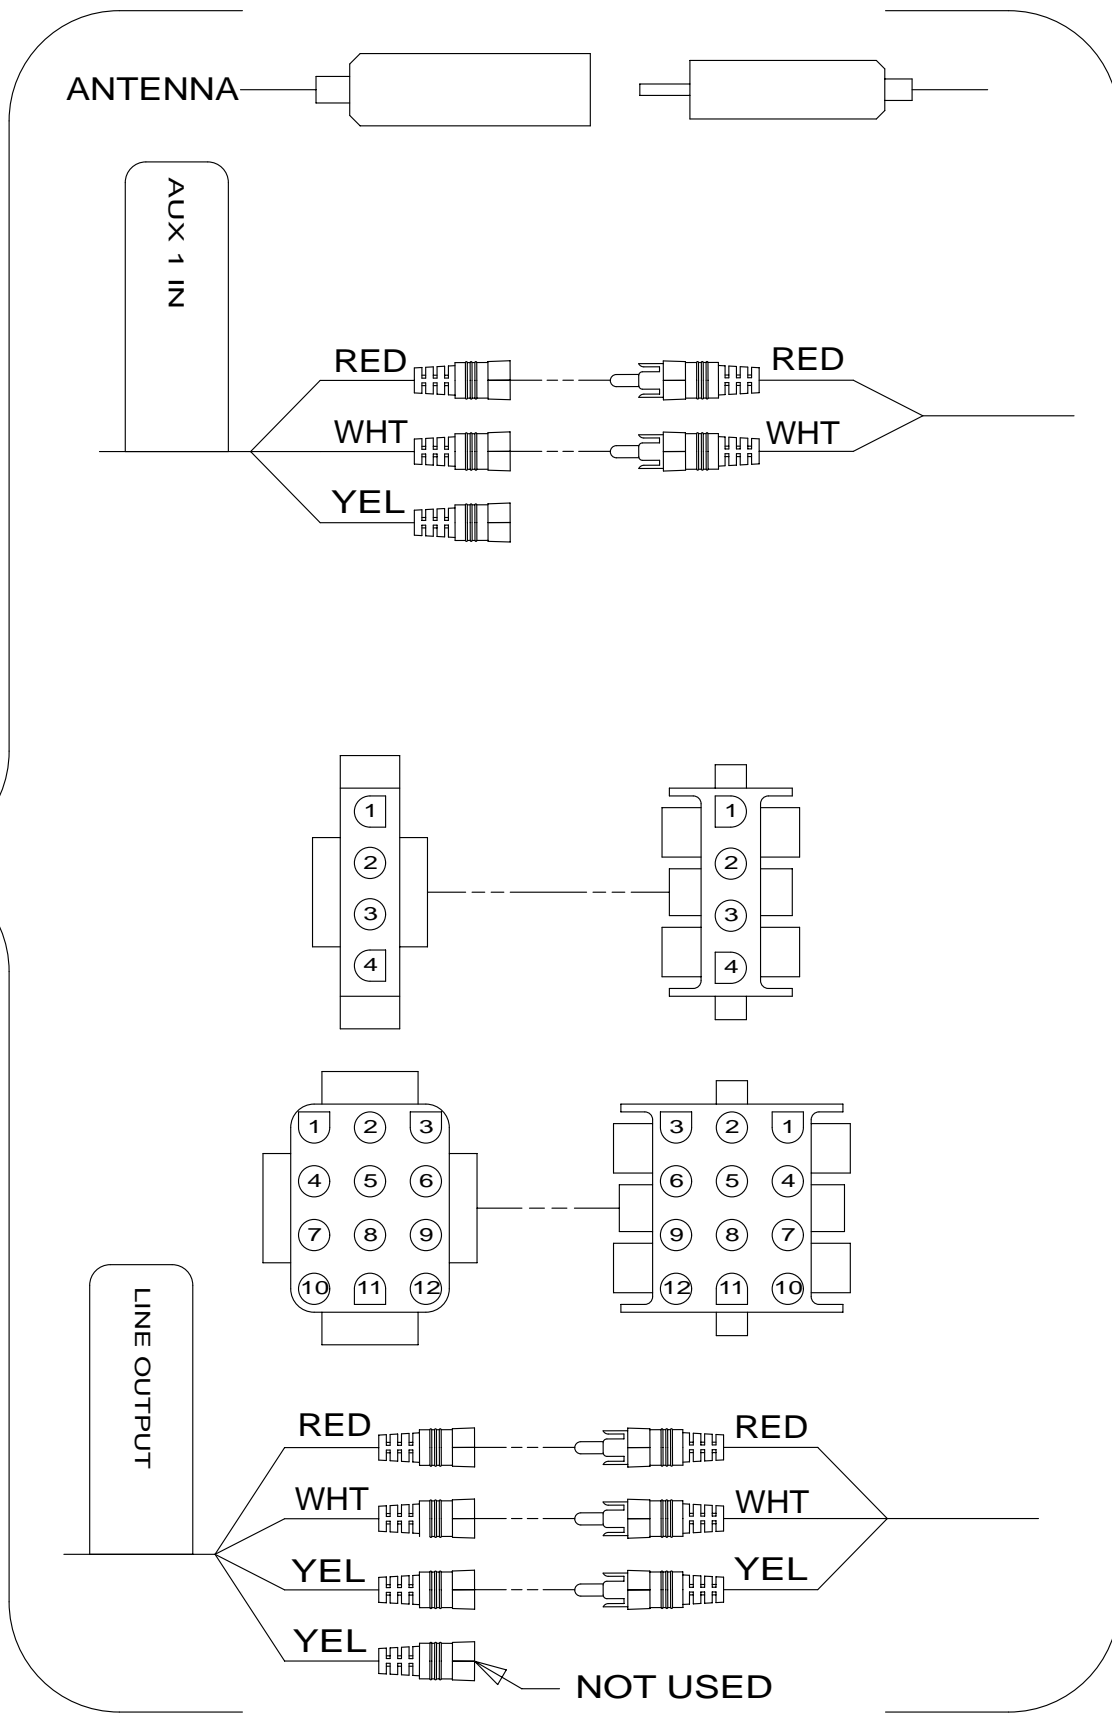 ANTENNA
AUX 1 IN
RED RED
WHT WHT
YEL
1 1
2 2
3 3
4 4
1 2 3 3 2 1
4 5 6 6 5 4
7 8 9 9 8 7
10 11 12 12 11 10
LINE OUTPUT
RED RED
WHT WHT
YEL YEL
YEL
NOT USED